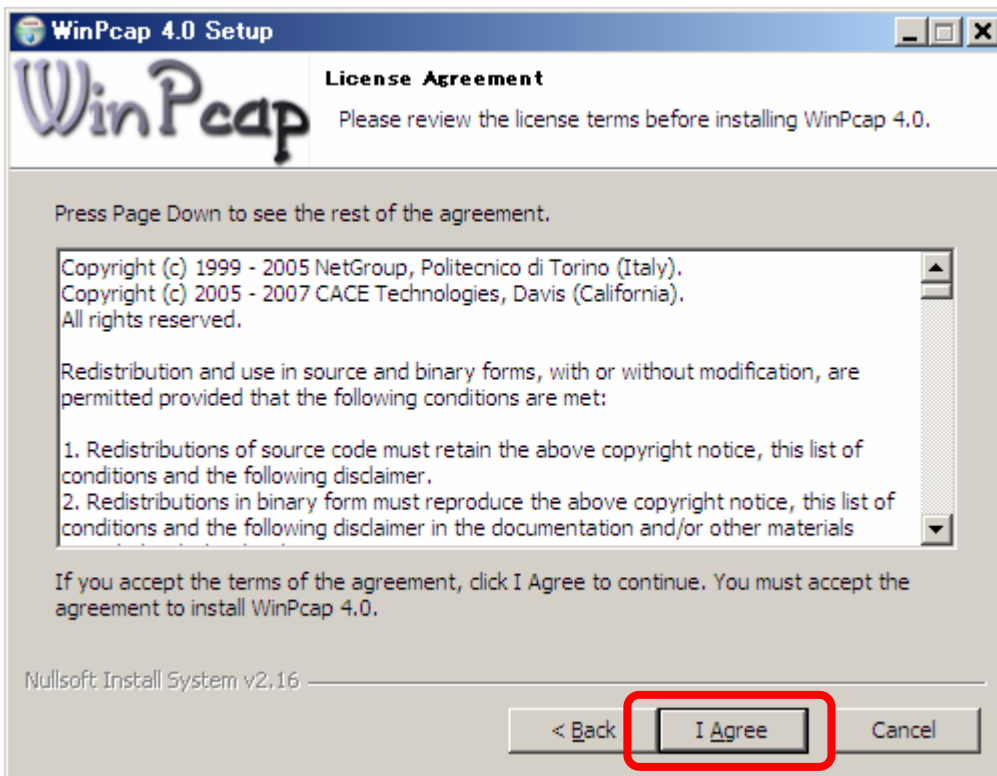 WinPcap 4.0 Setup
WinPcap
License Agreement
Please review the license terms before installing WinPcap 4.0.
Press Page Down to see the rest of the agreement.
Copyright (c) 1999 - 2005 NetGroup, Politecnico di Torino (Italy).
Copyright (c) 2005 - 2007 CACE Technologies, Davis (California).
All rights reserved.
Redistribution and use in source and binary forms, with or without modification, are
permitted provided that the following conditions are met:
1. Redistributions of source code must retain the above copyright notice, this list of
conditions and the following disclaimer.
2. Redistributions in binary form must reproduce the above copyright notice, this list of
conditions and the following disclaimer in the documentation and/or other materials
If you accept the terms of the agreement, click I Agree to continue. You must accept the
agreement to install WinPcap 4.0.
Nullsoft Install System v2.16
< Back
I Agree
Cancel